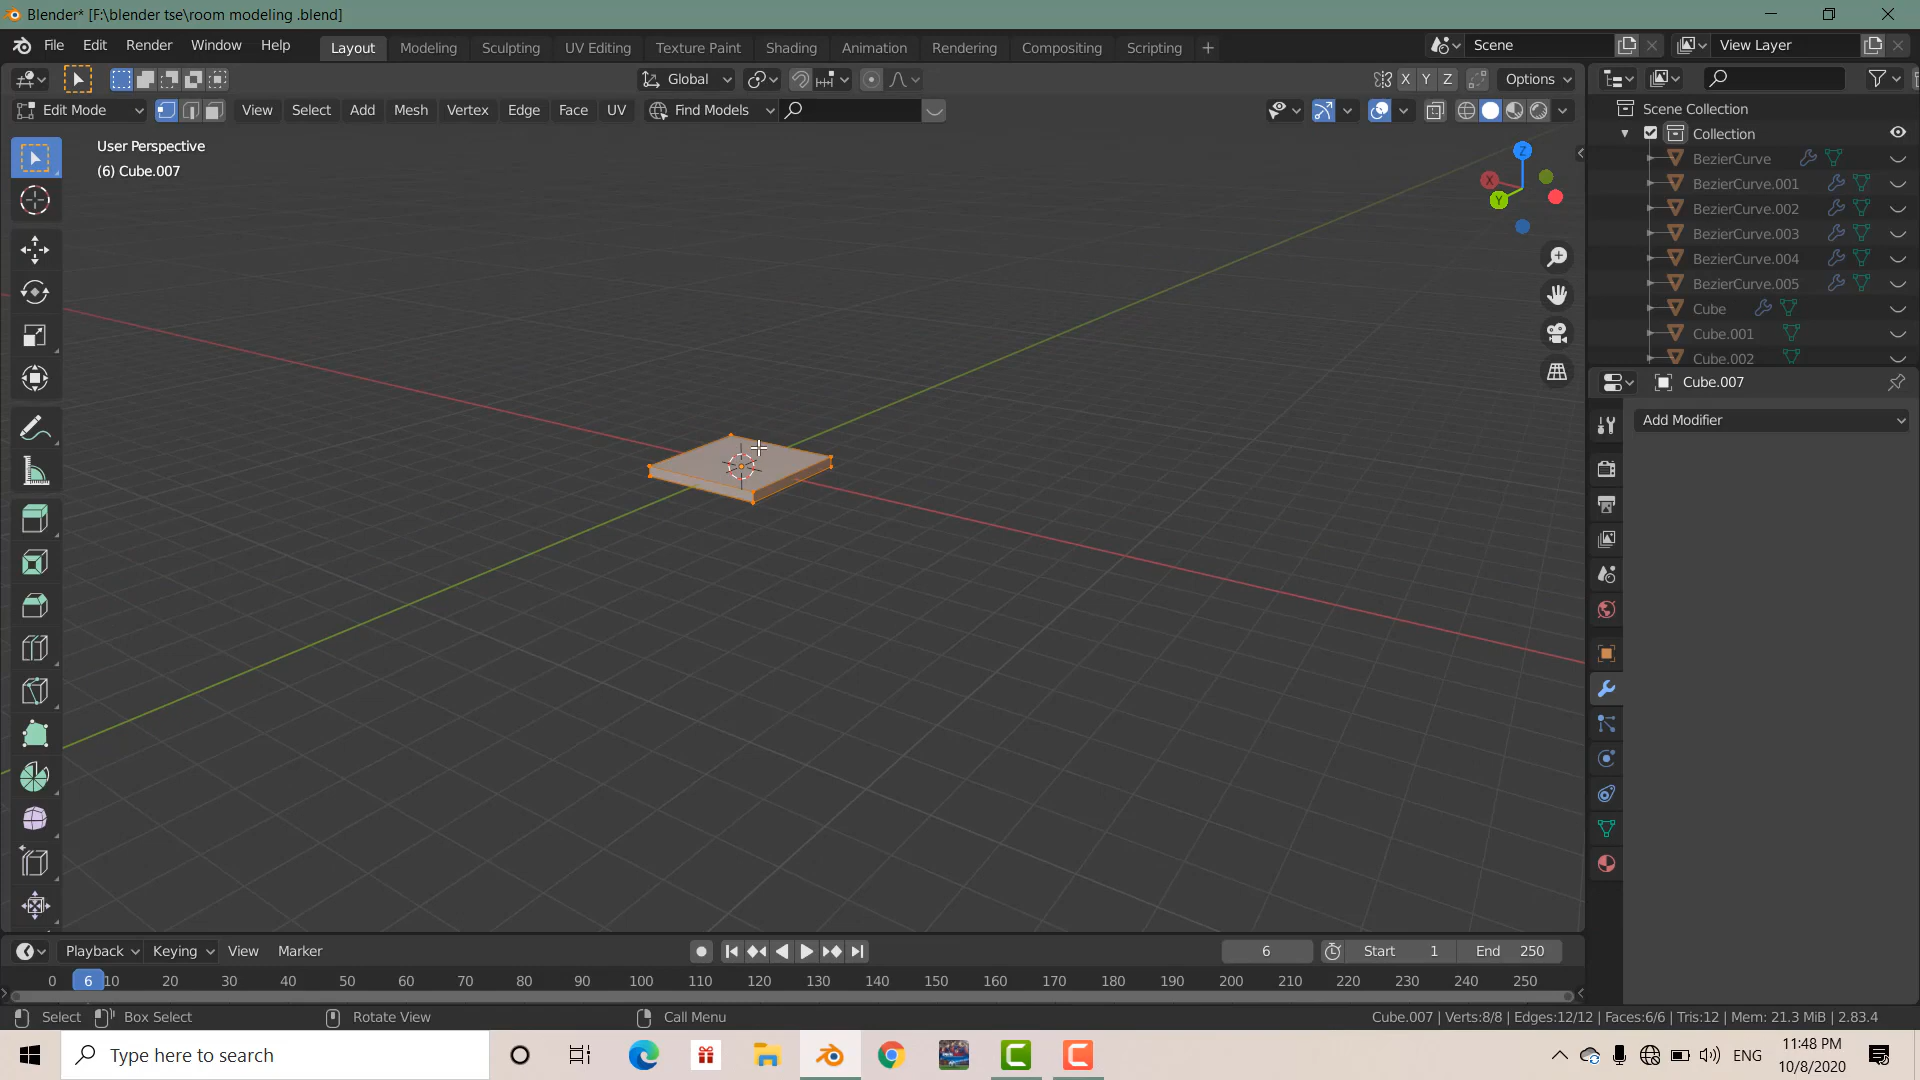 Blender* [F:\blender tse\room modeling .blend]
File Edit Render Window Help Layout Modeling Sculpting UV Editing Texture Paint Shading Animation Rendering Compositing Scripting + Scene View Layer
Global X Y Z Options
Edit Mode View Select Add Mesh Vertex Edge Face UV Find Models
User Perspective
(6) Cube.007
Z
X
Y
Scene Collection
Collection
BezierCurve
BezierCurve.001
BezierCurve.002
BezierCurve.003
BezierCurve.004
BezierCurve.005
Cube
Cube.001
Cube.002
Cube.007
Add Modifier
Playback Keying View Marker 6 Start 1 End 250
0 6 10 20 30 40 50 60 70 80 90 100 110 120 130 140 150 160 170 180 190 200 210 220 230 240 250
Select Box Select Rotate View Call Menu Cube.007 | Verts:8/8 | Edges:12/12 | Faces:6/6 | Tris:12 | Mem: 21.3 MiB | 2.83.4
Type here to search ENG 11:48 PM
10/8/2020